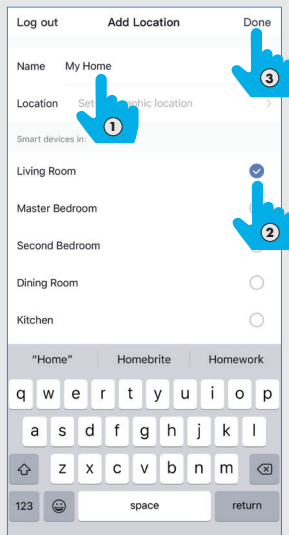 Log out Add Location Done
Name My Home
3
Location Set geographic location
1
Smart devices in:
Living Room
Master Bedroom
2
Second Bedroom
Dining Room
Kitchen
"Home" Homebrite Homework
q w e r t y u i o p
a s d f g h j k l
z x c v b n m
123 space return